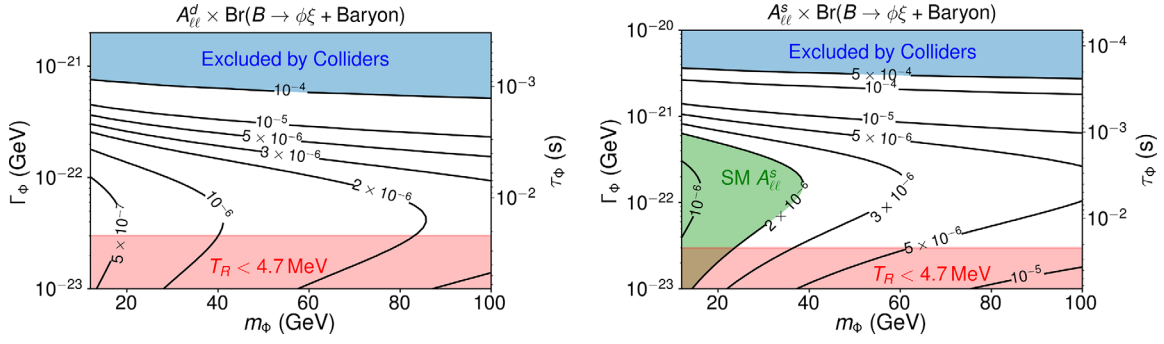 A^d_{ℓℓ} × Br(B → ϕξ + Baryon)
10⁻²¹
10⁻²²
10⁻²³
Γ_Φ (GeV)
Excluded by Colliders
10⁻⁴
10⁻⁵
5 × 10⁻⁶
3 × 10⁻⁶
2 × 10⁻⁶
10⁻⁶
5 × 10⁻⁷
T_R < 4.7 MeV
10⁻³
10⁻²
τ_Φ (s)
20 40 60 80 100
m_Φ (GeV)
A^s_{ℓℓ} × Br(B → ϕξ + Baryon)
10⁻²⁰
10⁻²¹
10⁻²²
10⁻²³
Γ_Φ (GeV)
Excluded by Colliders
5 × 10⁻⁴
10⁻⁴
10⁻⁵
5 × 10⁻⁶
SM A^s_{ℓℓ}
10⁻⁶
2 × 10⁻⁶
3 × 10⁻⁶
5 × 10⁻⁶
10⁻⁵
T_R < 4.7 MeV
10⁻⁴
10⁻³
10⁻²
τ_Φ (s)
20 40 60 80 100
m_Φ (GeV)